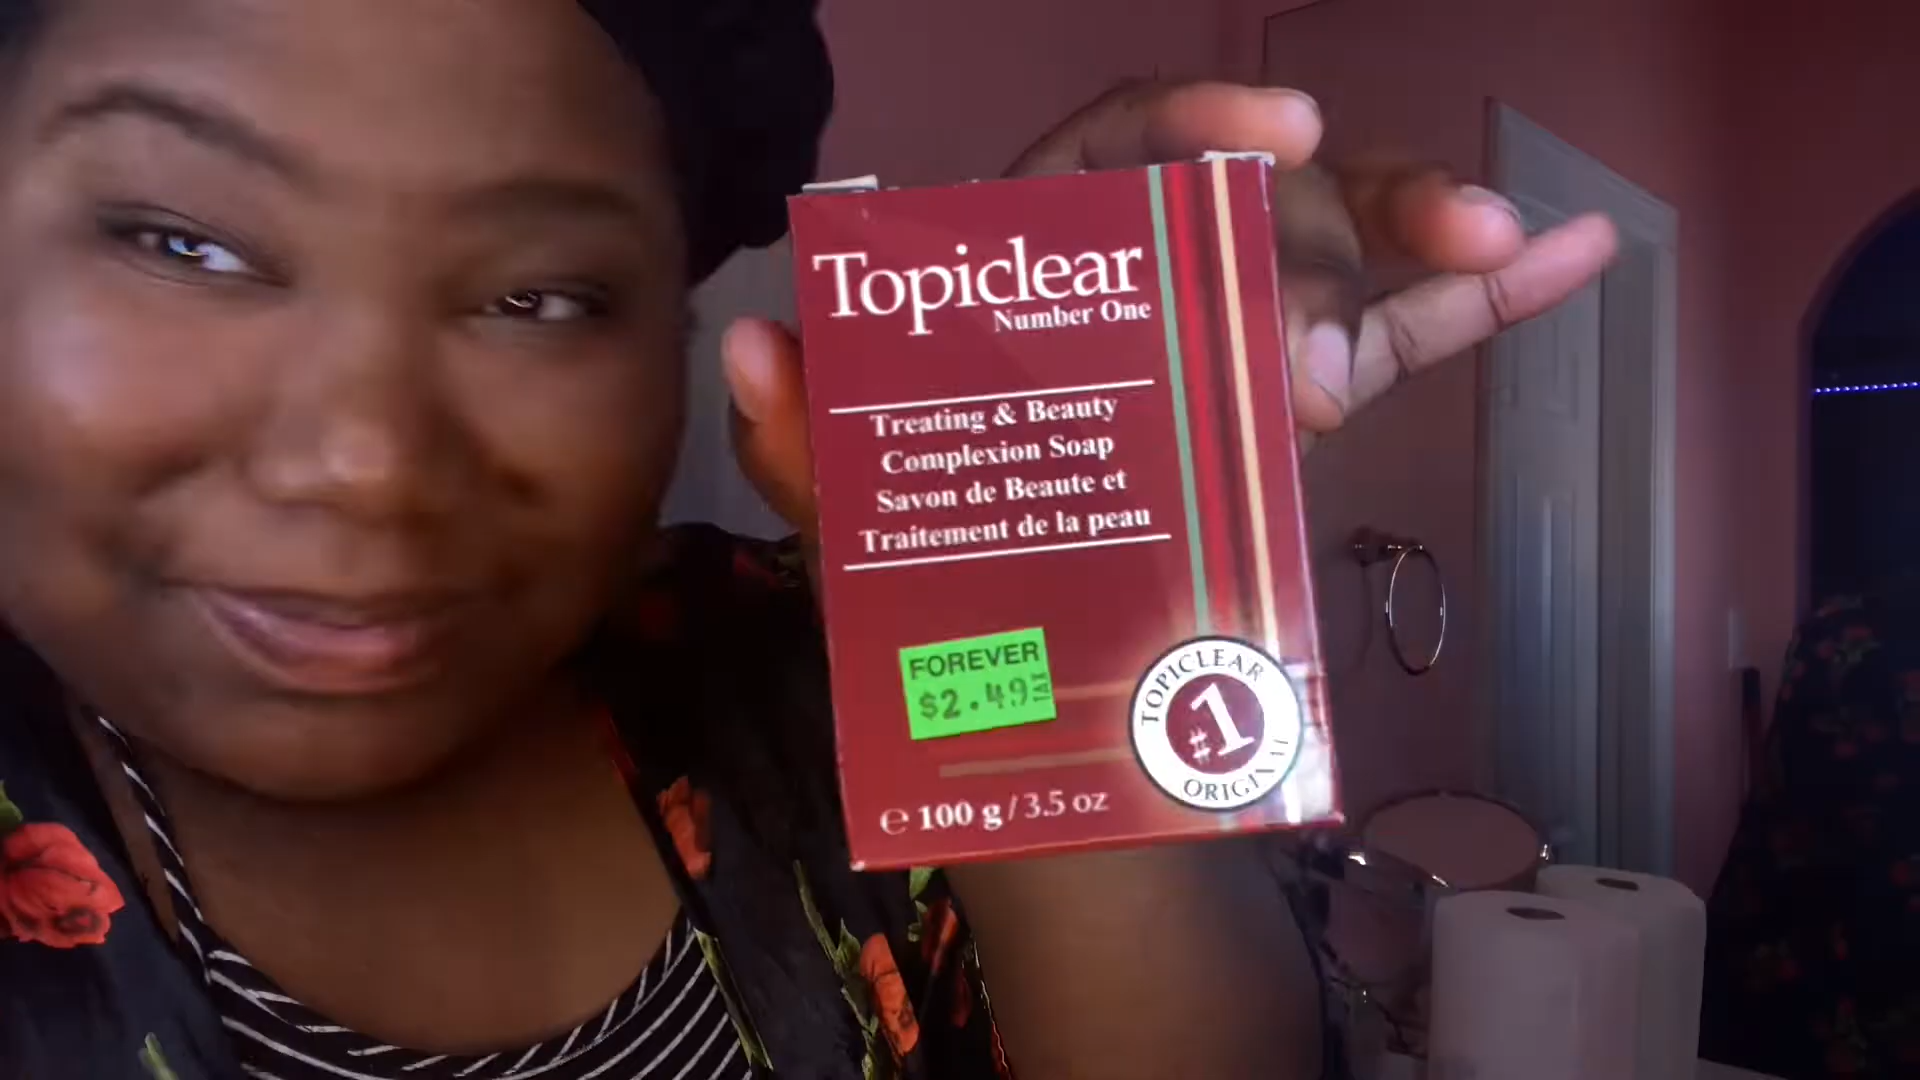 Topiclear
Number One
Treating & Beauty
Complexion Soap
Savon de Beaute et
Traitement de la peau
FOREVER
$2.49 TAX
TOPICLEAR
#1
ORIGINAL
℮ 100 g / 3.5 oz